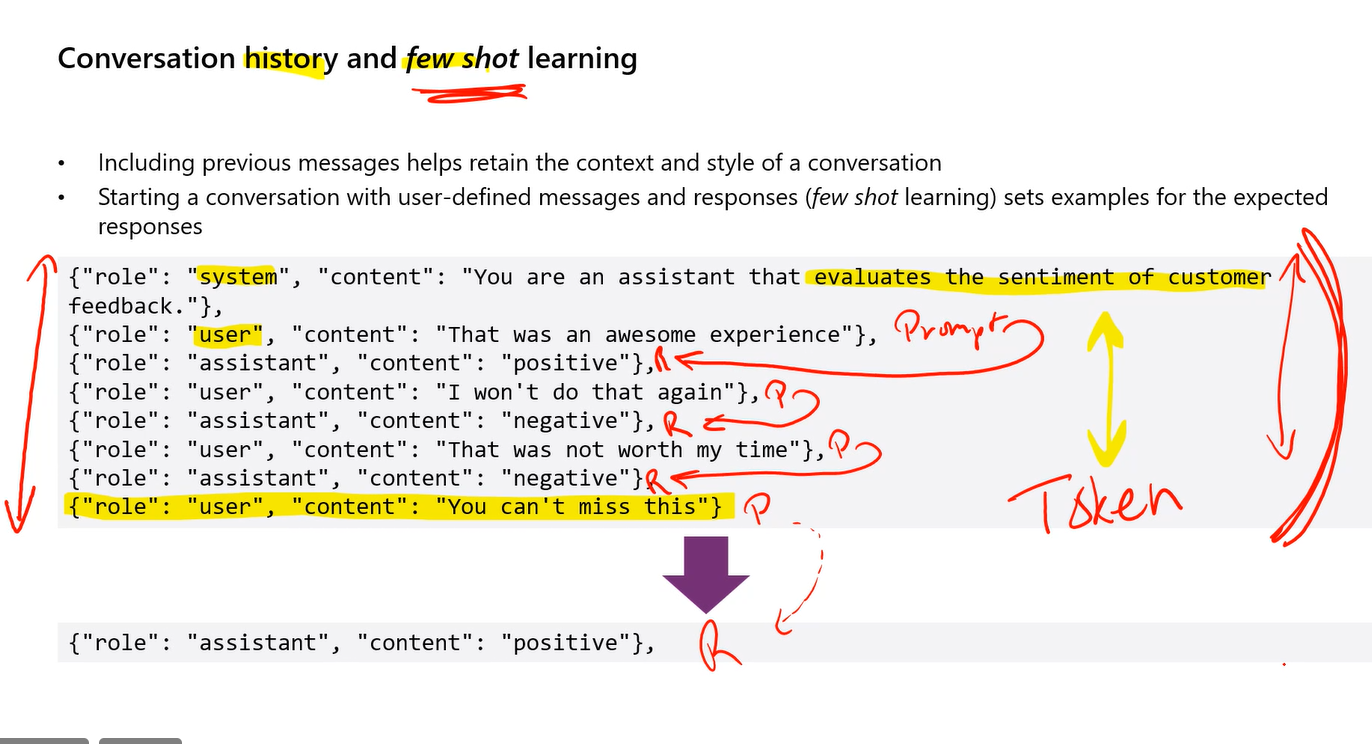 Conversation history and few shot learning
• Including previous messages helps retain the context and style of a conversation
• Starting a conversation with user-defined messages and responses (few shot learning) sets examples for the expected
responses
{"role": "system", "content": "You are an assistant that evaluates the sentiment of customer
feedback."},
{"role": "user", "content": "That was an awesome experience"}, Prompt
{"role": "assistant", "content": "positive"}, R
{"role": "user", "content": "I won't do that again"}, P
{"role": "assistant", "content": "negative"}, R
{"role": "user", "content": "That was not worth my time"}, P
{"role": "assistant", "content": "negative"} R
{"role": "user", "content": "You can't miss this"} P
Token
{"role": "assistant", "content": "positive"}, R